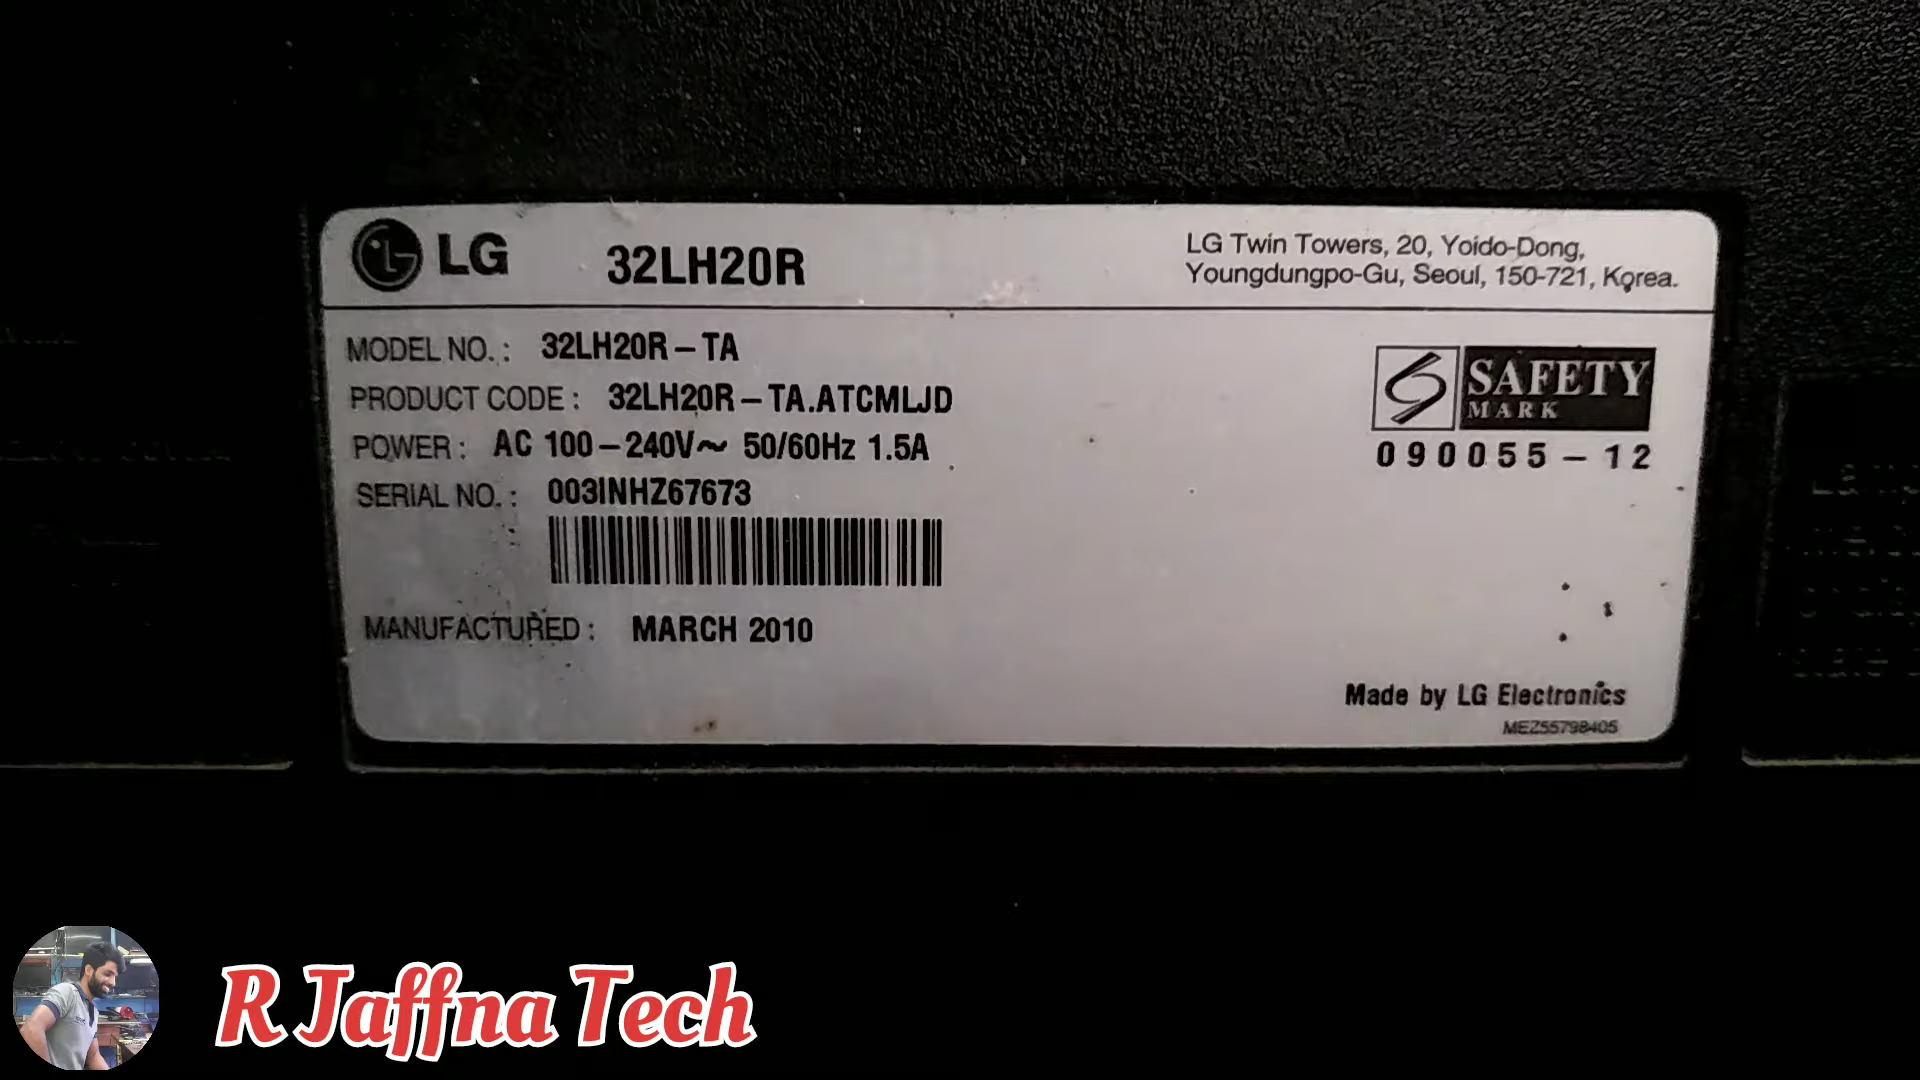 LG 32LH20R
LG Twin Towers, 20, Yoido-Dong,
Youngdungpo-Gu, Seoul, 150-721, Korea.
MODEL NO. : 32LH20R-TA
PRODUCT CODE : 32LH20R-TA.ATCMLJD
POWER : AC 100-240V~ 50/60Hz 1.5A
SERIAL NO. : 003INHZ67673
MANUFACTURED : MARCH 2010
SAFETY
MARK
090055-12
Made by LG Electronics
MEZ55798405
R Jaffna Tech